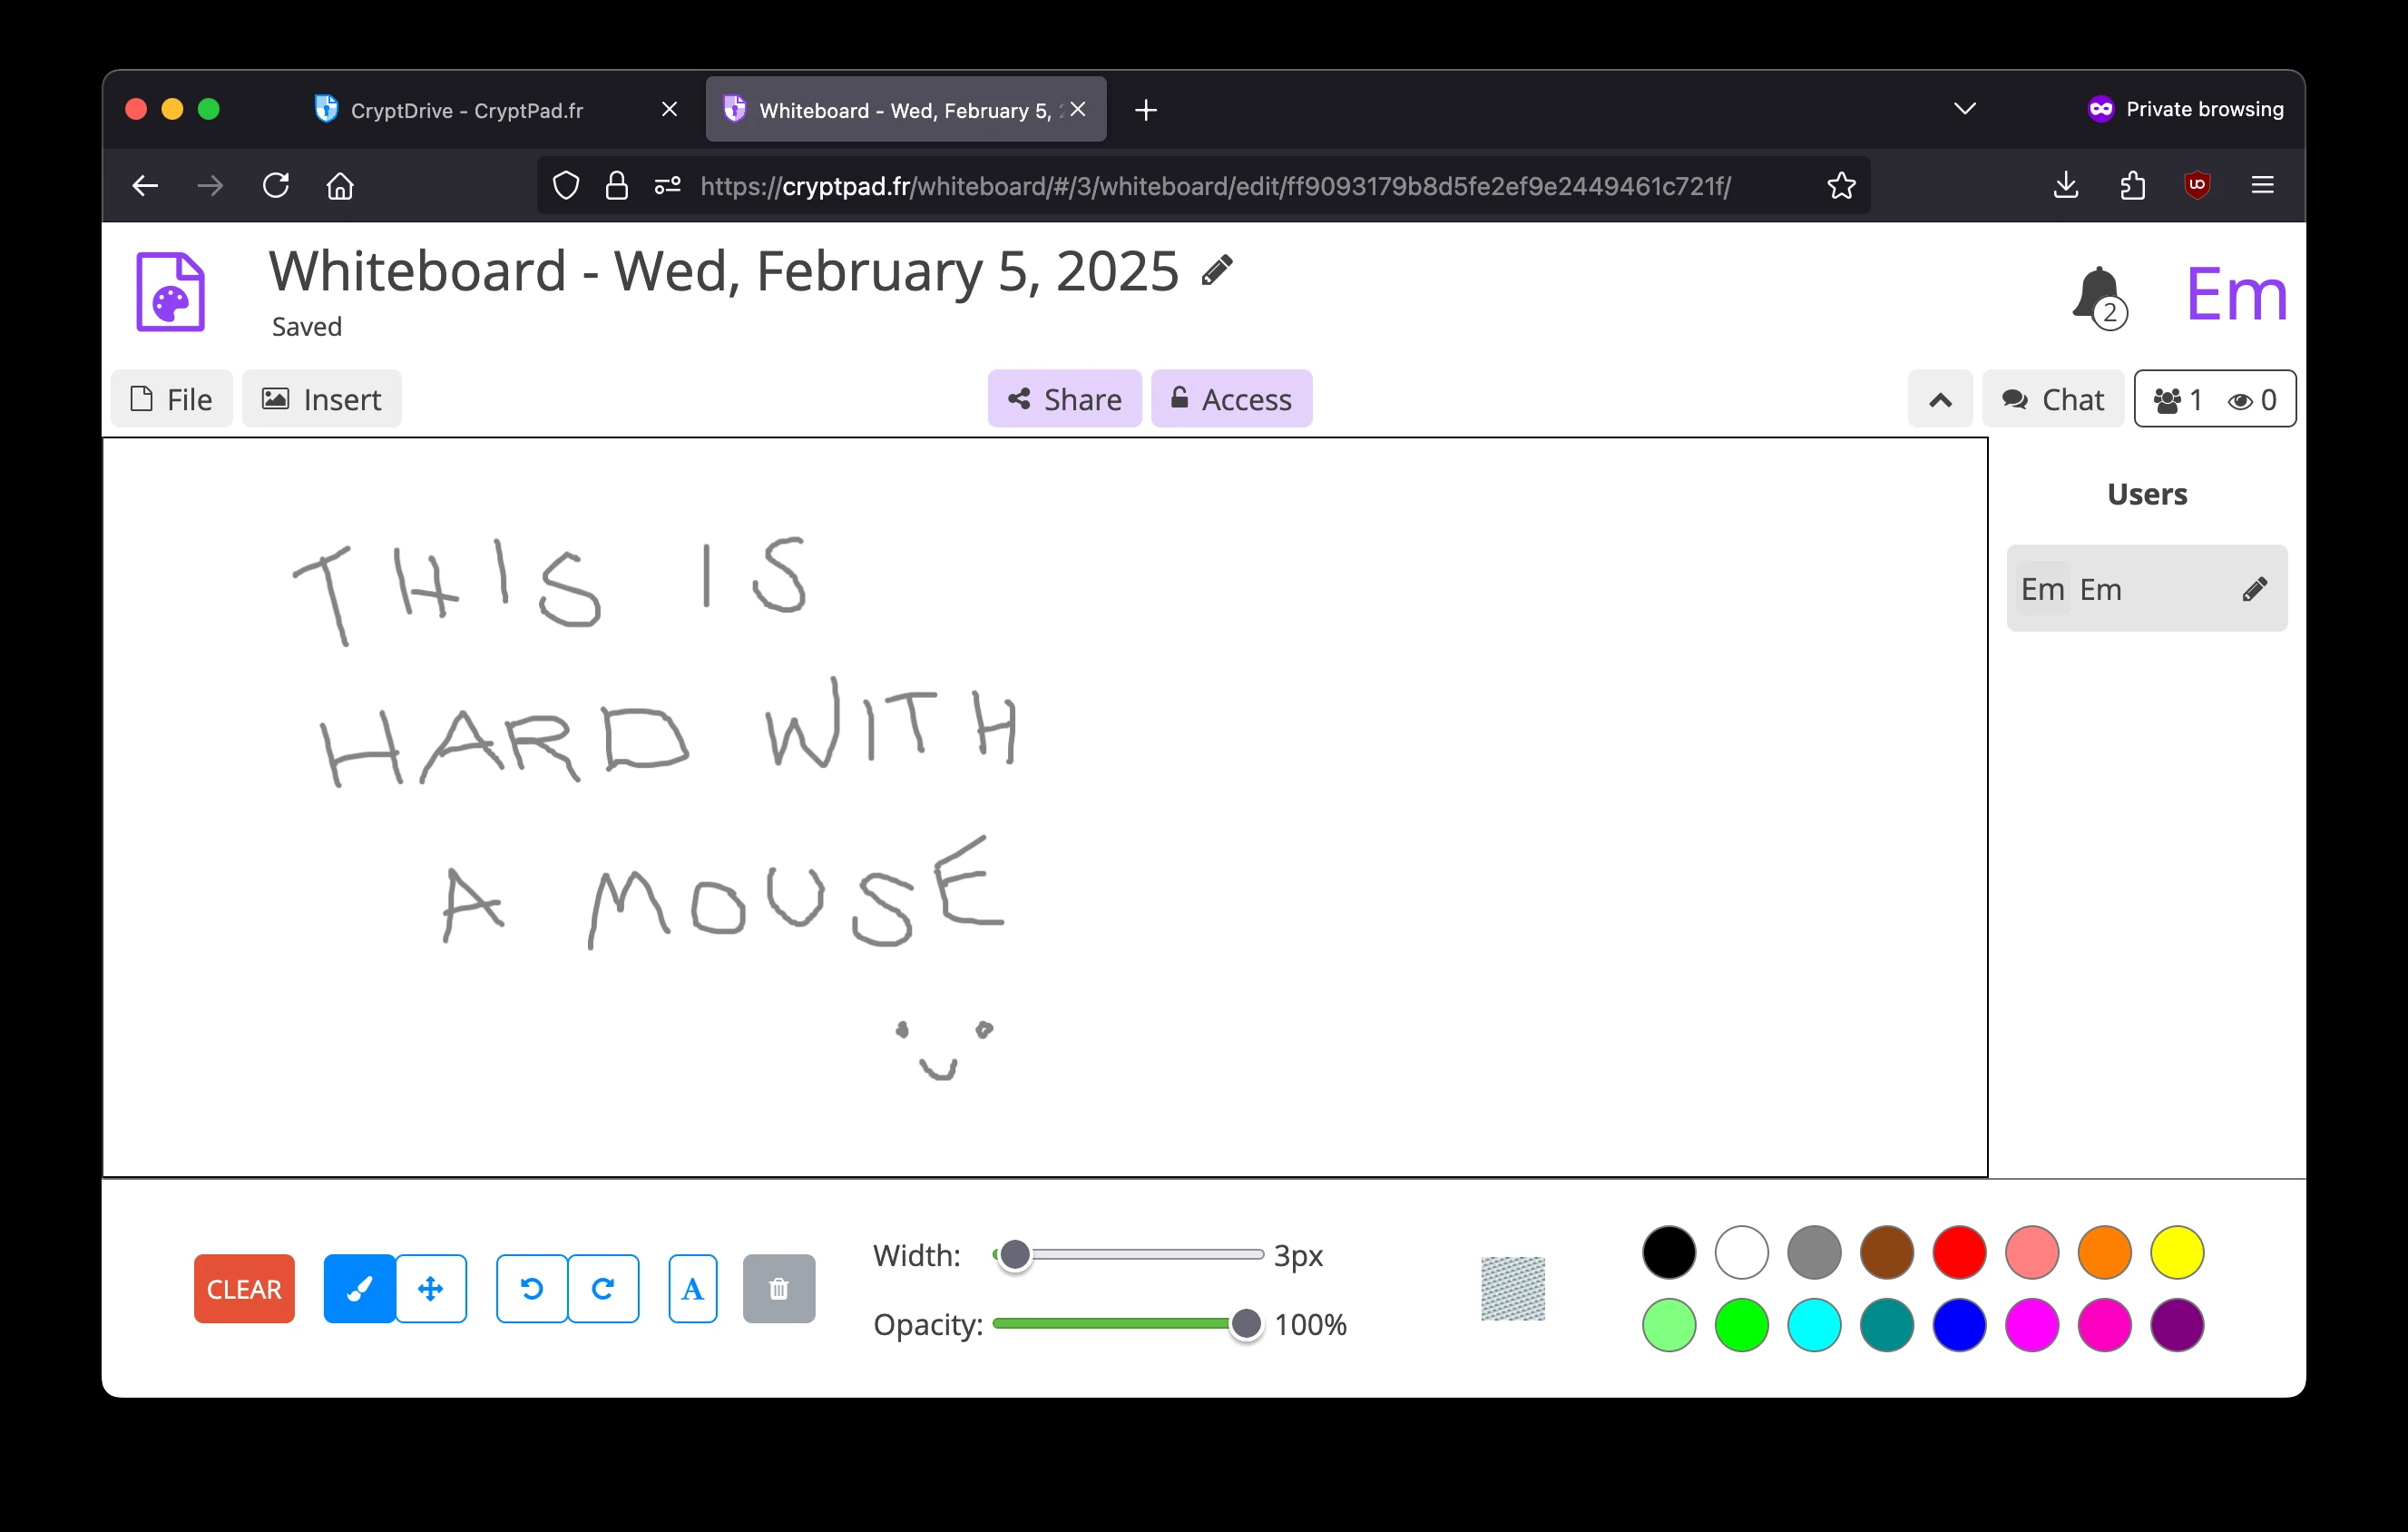 CryptDrive - CryptPad.fr
Whiteboard - Wed, February 5, 2
Private browsing
https://cryptpad.fr/whiteboard/#/3/whiteboard/edit/ff9093179b8d5fe2ef9e2449461c721f/
Whiteboard - Wed, February 5, 2025
Saved
2
Em
File
Insert
Share
Access
Chat
1
0
THIS IS
HARD WITH
A MOUSE
Users
Em Em
CLEAR
A
Width: 3px
Opacity: 100%